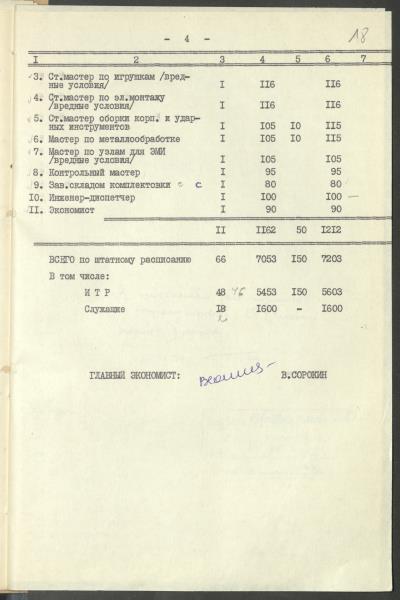 - 4 - 18
I 2 3 4 5 6 7
3. Ст.мастер по игрушкам /вред-
ные условия/ I II6 II6
4. Ст.мастер по эл.монтажу
/вредные условия/ I II6 II6
5. Ст.мастер оборки корп. и удар-
ных инструментов I I05 I0 II5
6. Мастер по металлообработке I I05 I0 II5
7. Мастер по узлам для ЭМИ
/вредные условия/ I I05 I05
8. Контрольный мастер I 95 95
9. Зав.складом комплектовки с I 80 80
I0. Инженер-диспетчер I I00 I00
II. Экономист I 90 90
II II62 50 I2I2
ВСЕГО по штатному расписанию 66 7053 I50 7203
В том числе:
И Т Р 48 46 5453 I50 5603
Служащие I8 I600 - I600
ГЛАВНЫЙ ЭКОНОМИСТ: В.СОРОКИН